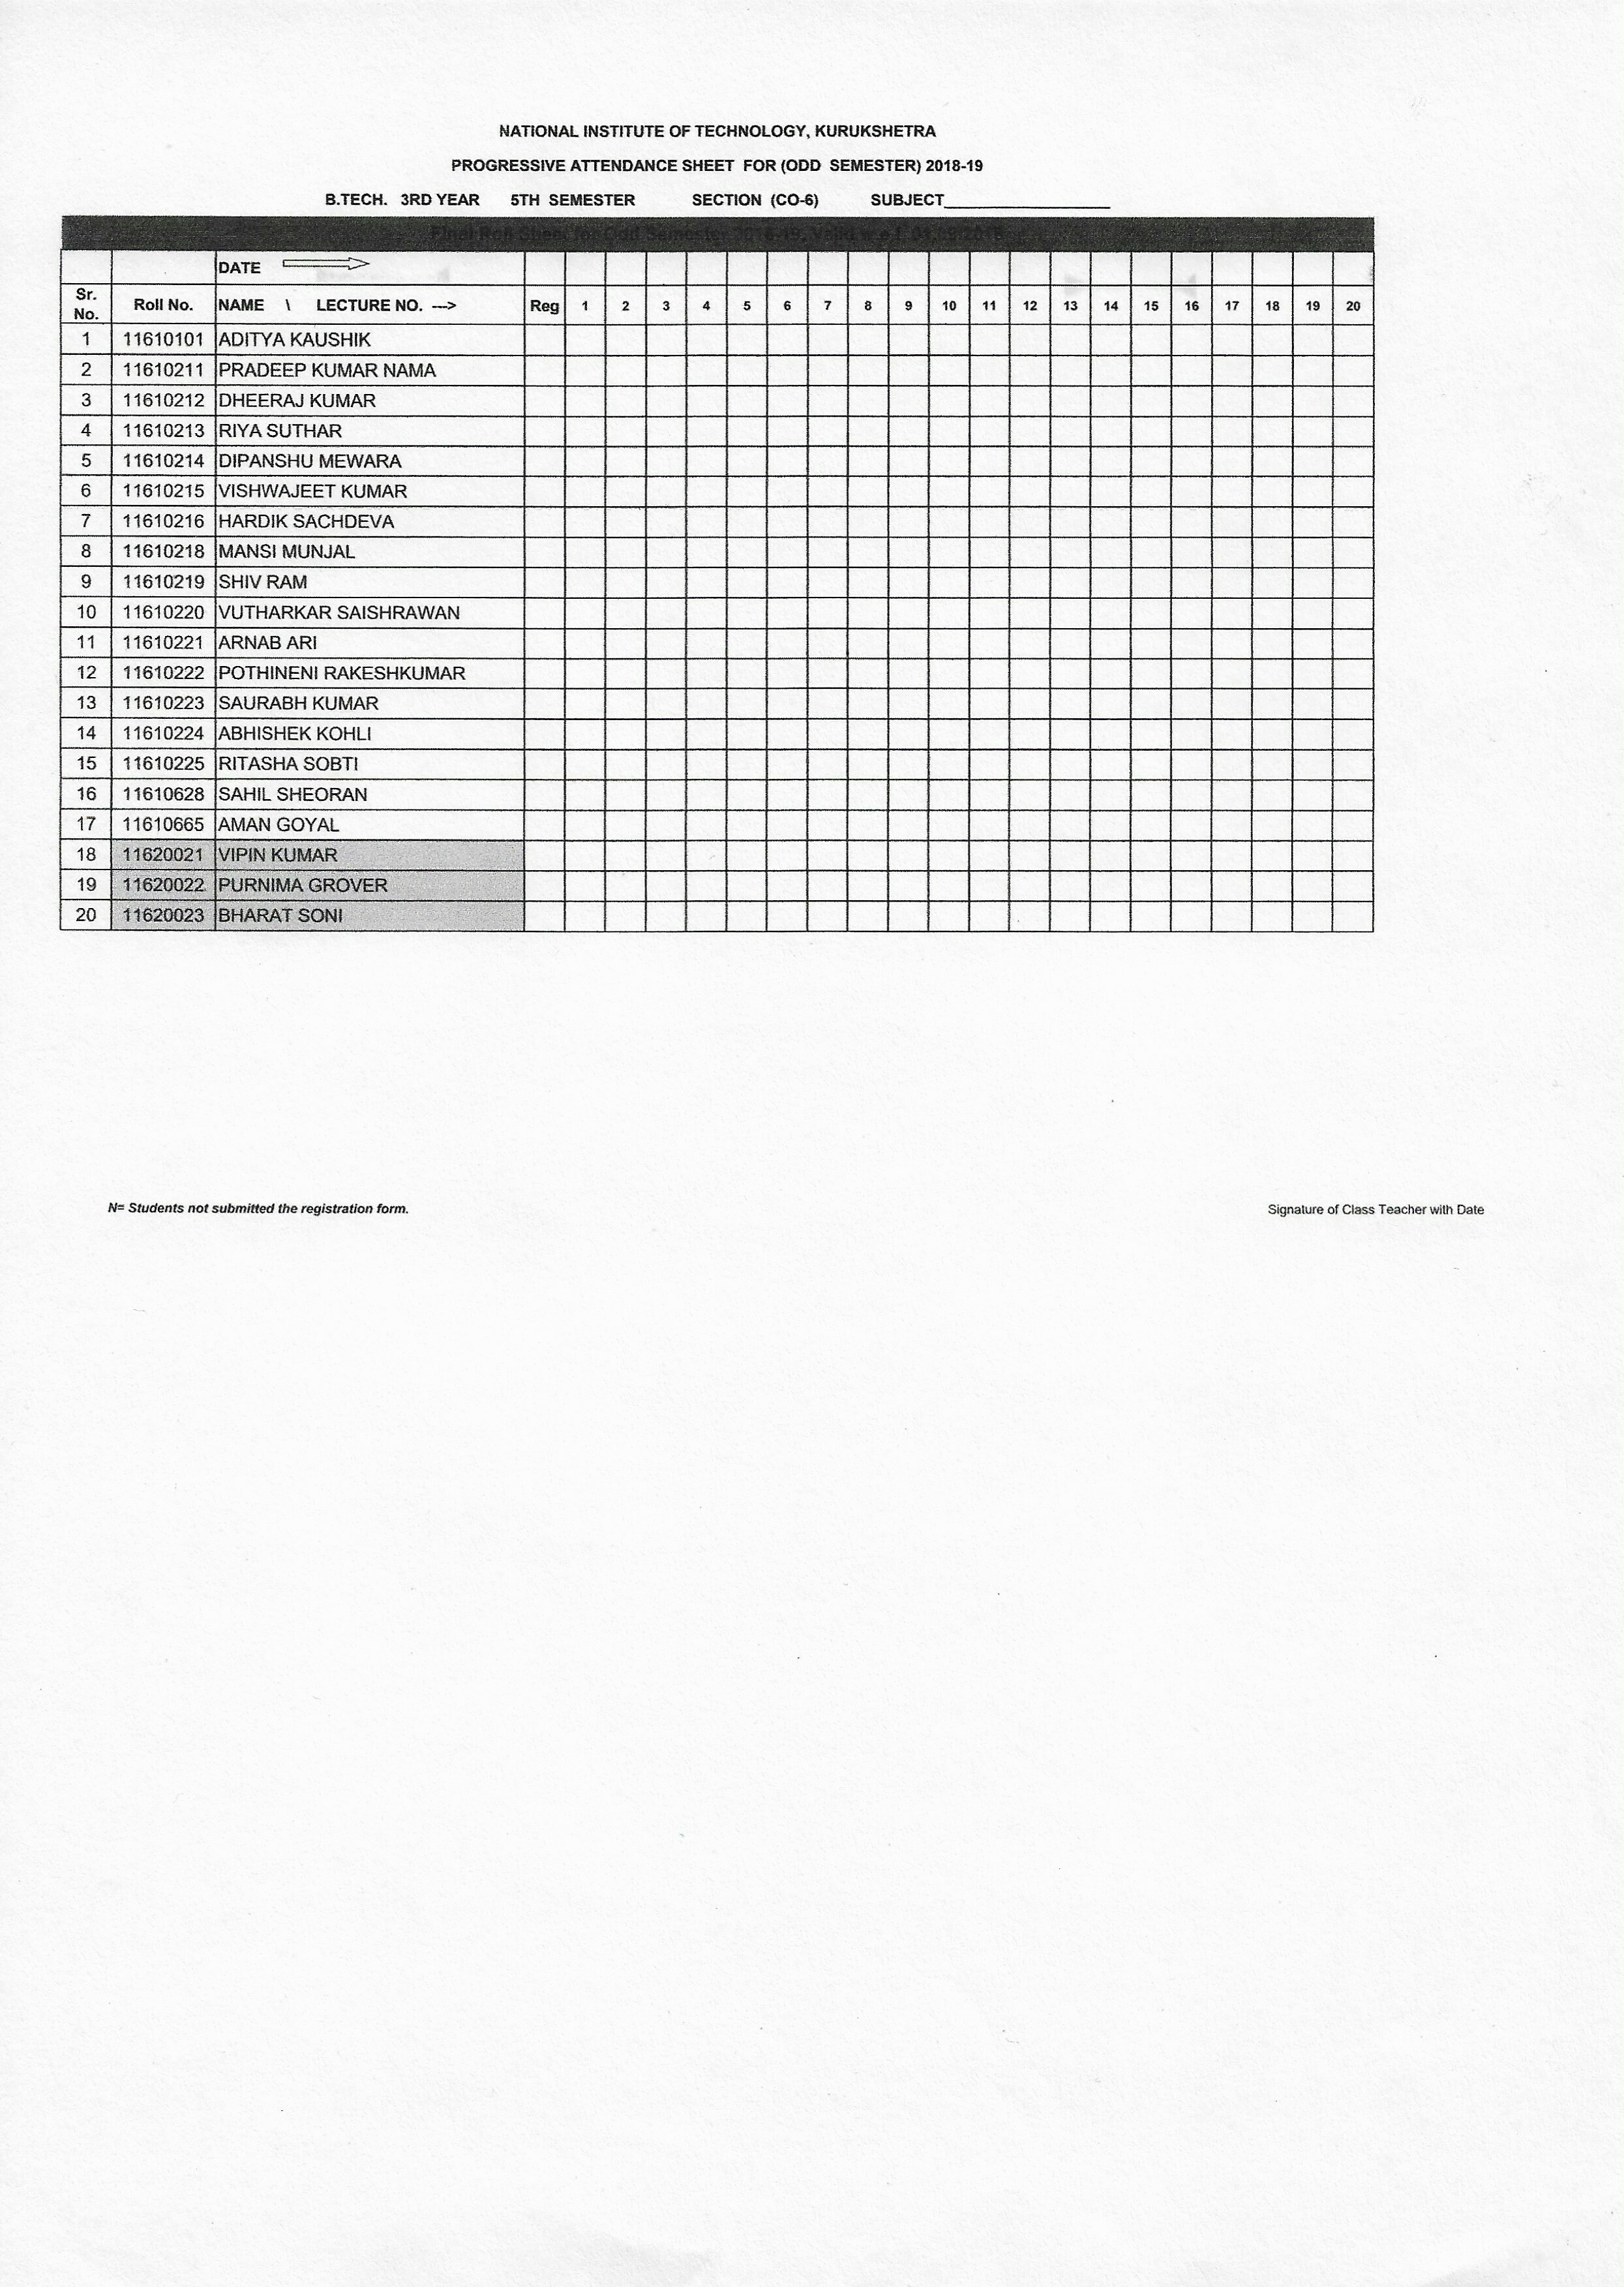 NATIONAL INSTITUTE OF TECHNOLOGY, KURUKSHETRA
PROGRESSIVE ATTENDANCE SHEET FOR (ODD SEMESTER) 2018-19
B.TECH. 3RD YEAR 5TH SEMESTER SECTION (CO-6) SUBJECT
Final Roll Sheet for Odd Semester 2018-19, Valid w.e.f.
DATE
Sr. No. Roll No. NAME \ LECTURE NO. ---> Reg 1 2 3 4 5 6 7 8 9 10 11 12 13 14 15 16 17 18 19 20
1 11610101 ADITYA KAUSHIK
2 11610211 PRADEEP KUMAR NAMA
3 11610212 DHEERAJ KUMAR
4 11610213 RIYA SUTHAR
5 11610214 DIPANSHU MEWARA
6 11610215 VISHWAJEET KUMAR
7 11610216 HARDIK SACHDEVA
8 11610218 MANSI MUNJAL
9 11610219 SHIV RAM
10 11610220 VUTHARKAR SAISHRAWAN
11 11610221 ARNAB ARI
12 11610222 POTHINENI RAKESHKUMAR
13 11610223 SAURABH KUMAR
14 11610224 ABHISHEK KOHLI
15 11610225 RITASHA SOBTI
16 11610628 SAHIL SHEORAN
17 11610665 AMAN GOYAL
18 11620021 VIPIN KUMAR
19 11620022 PURNIMA GROVER
20 11620023 BHARAT SONI
N= Students not submitted the registration form.
Signature of Class Teacher with Date